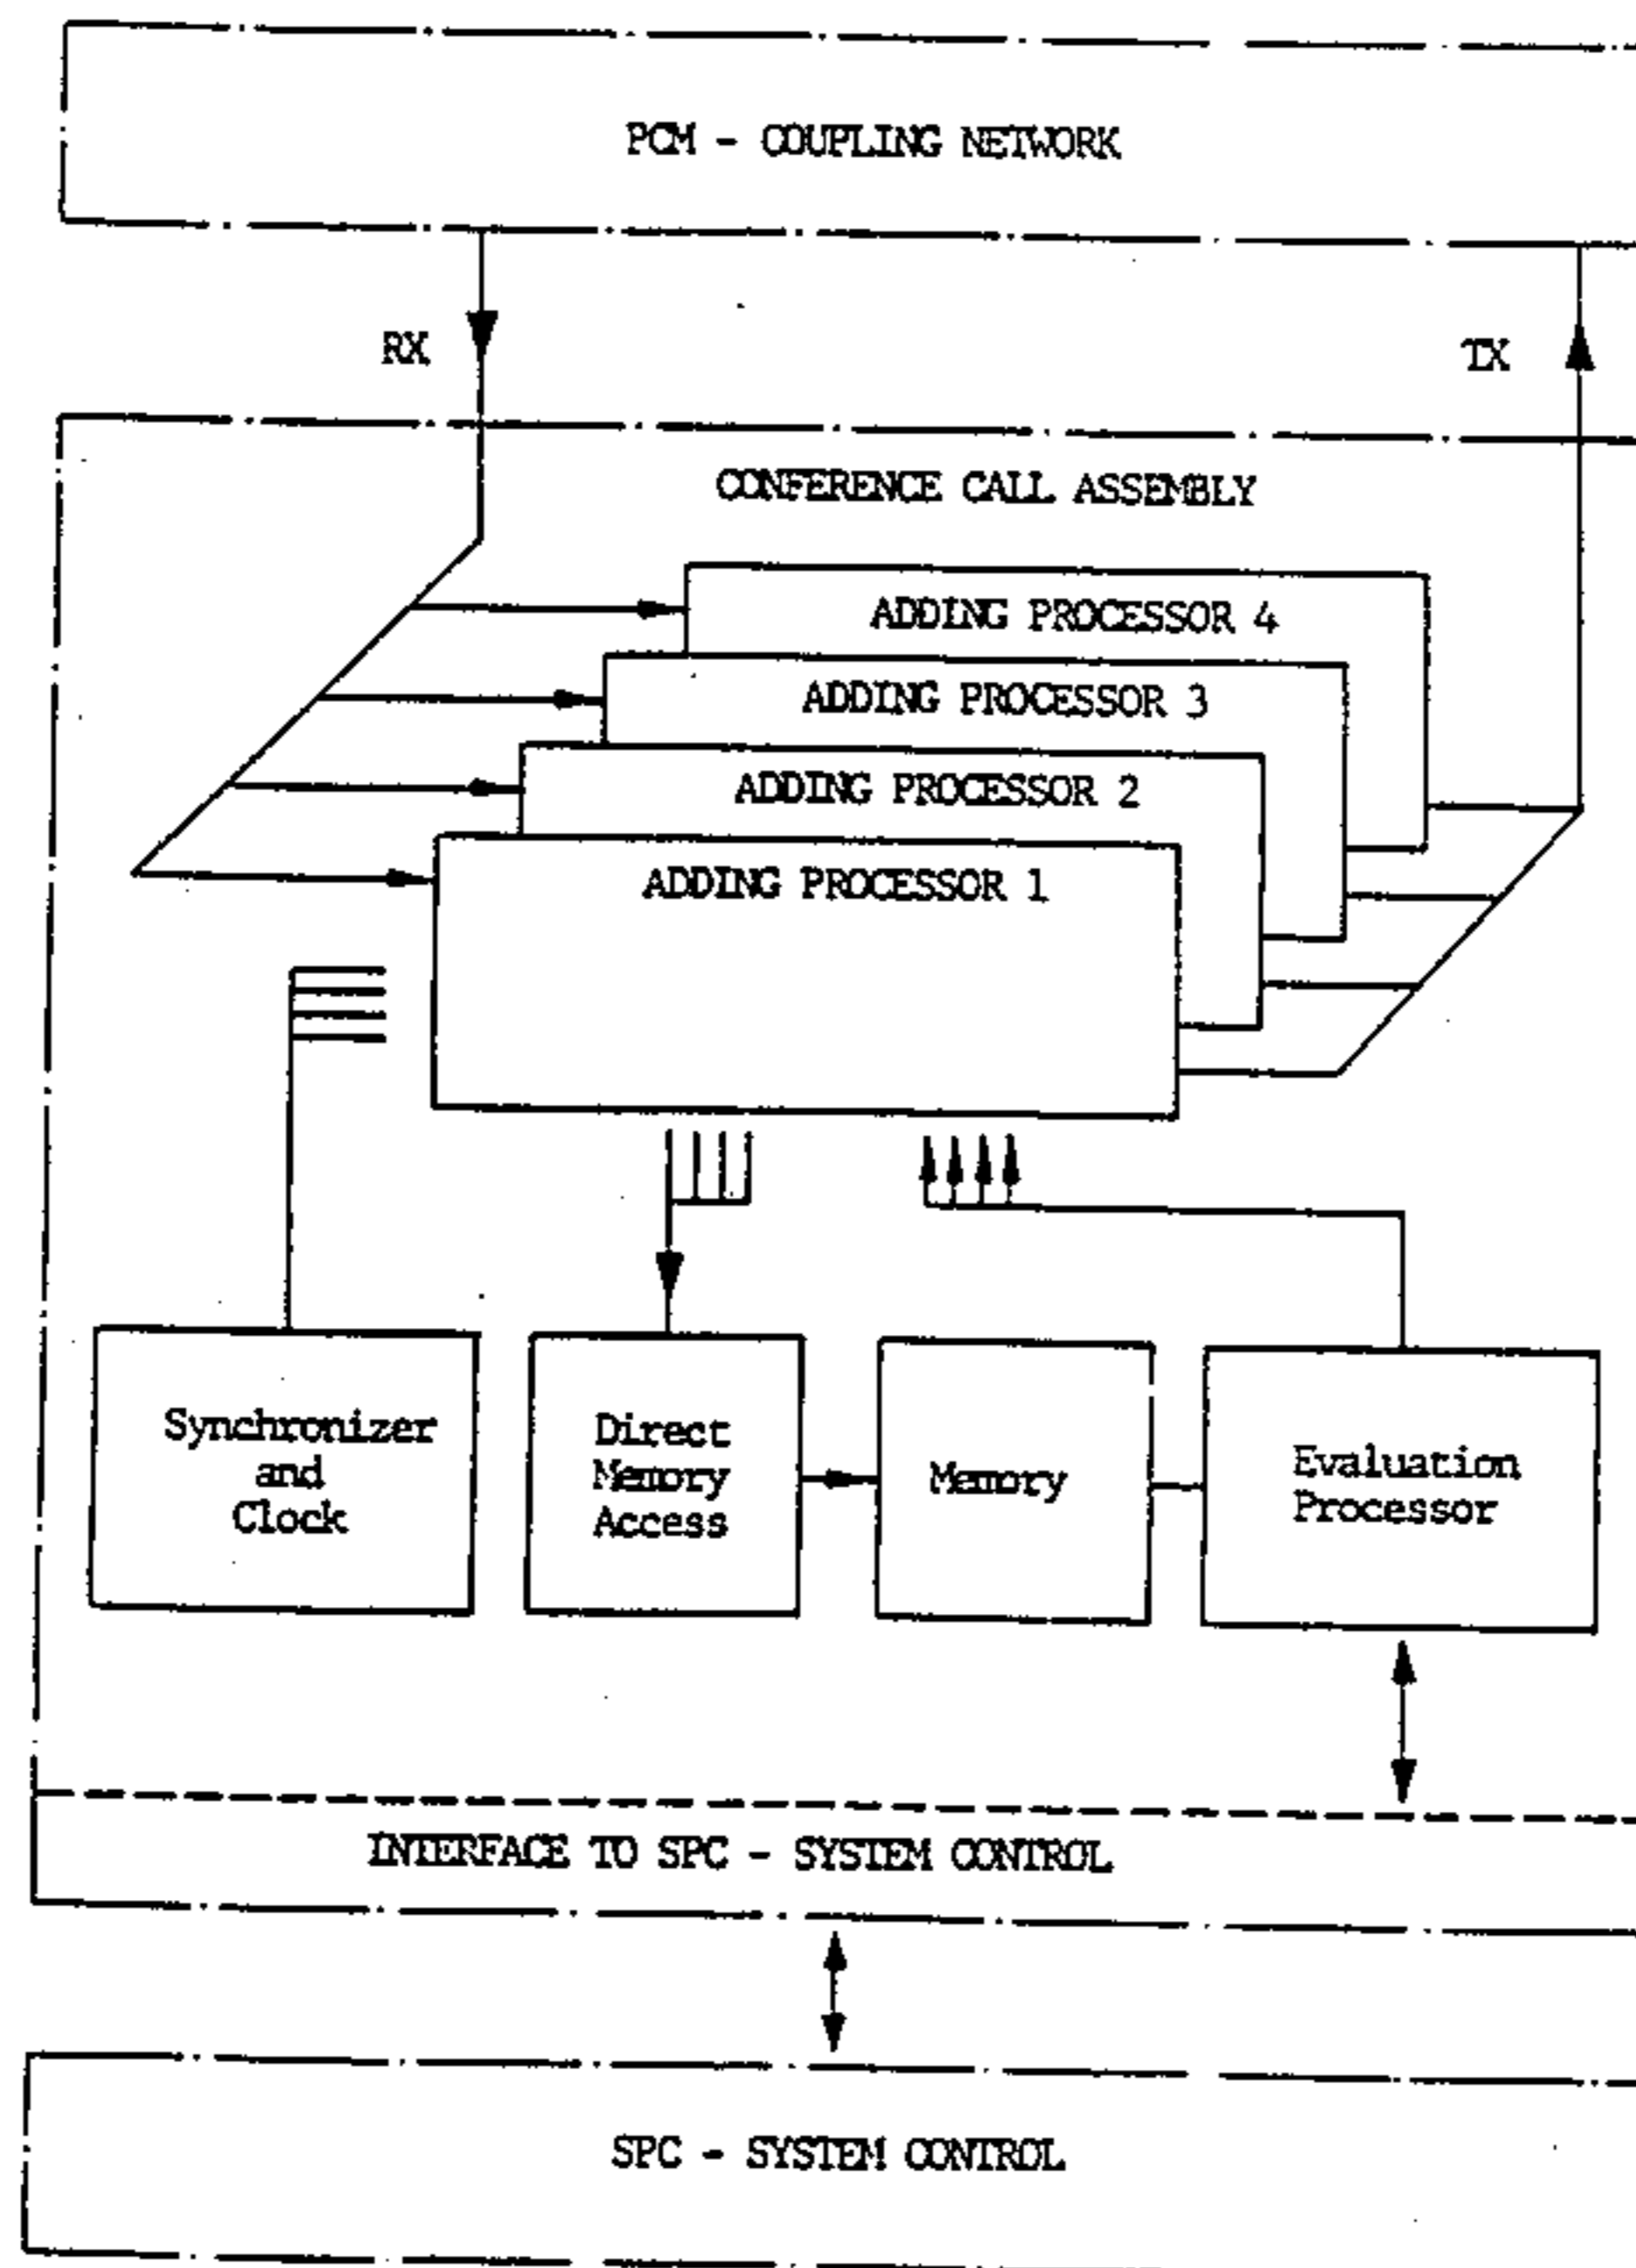 PCM - COUPLING NETWORK
RX
TX
CONFERENCE CALL ASSEMBLY
ADDING PROCESSOR 4
ADDING PROCESSOR 3
ADDING PROCESSOR 2
ADDING PROCESSOR 1
Synchronizer
and
Clock
Direct
Memory
Access
Memory
Evaluation
Processor
INTERFACE TO SPC - SYSTEM CONTROL
SPC - SYSTEM CONTROL